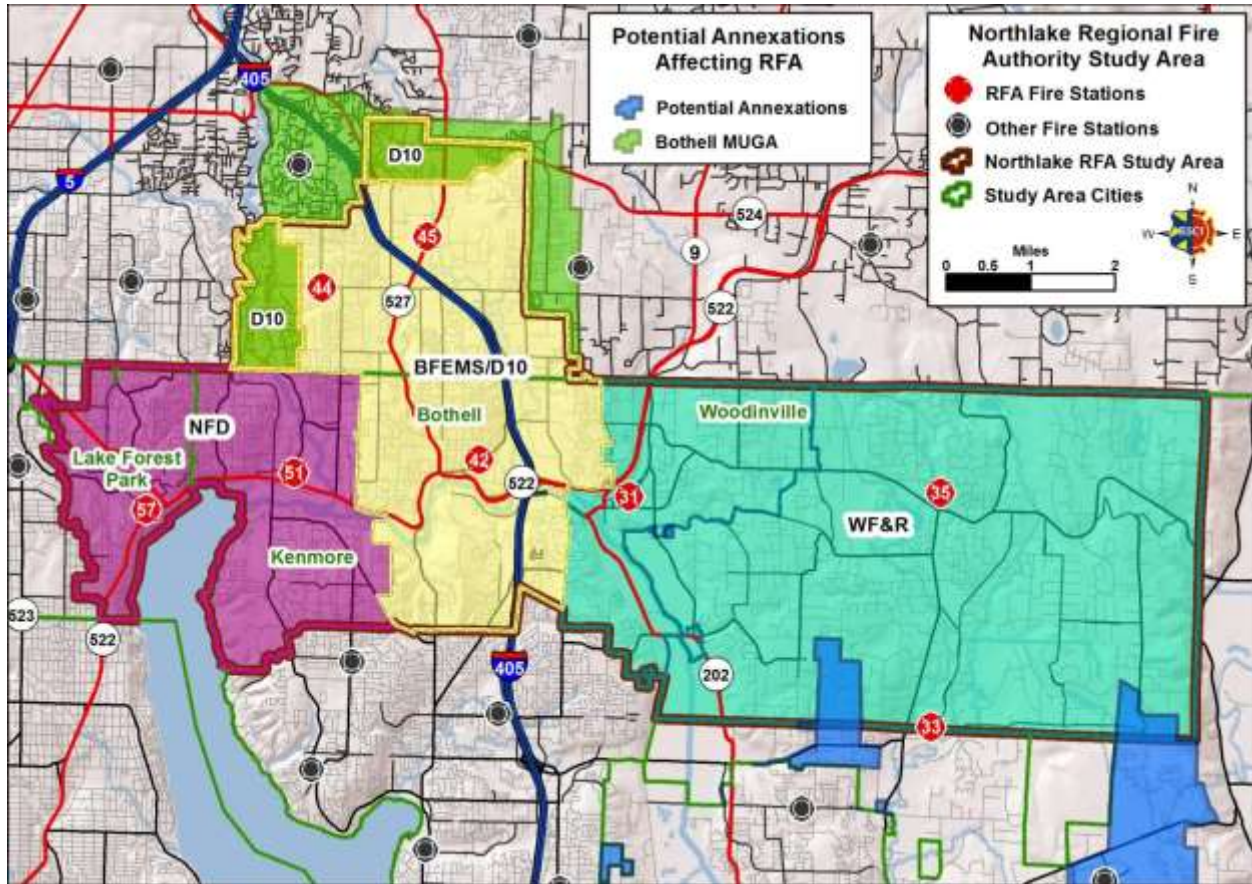 Potential Annexations
Affecting RFA
Potential Annexations
Bothell MUGA
Northlake Regional Fire
Authority Study Area
RFA Fire Stations
Other Fire Stations
Northlake RFA Study Area
Study Area Cities
N
W
E
S
Miles
0 0.5 1 2
405
5
D10
45
524
9
44
527
522
D10
BFEMS/D10
Bothell
Woodinville
NFD
Lake Forest
Park
51
42
522
31
35
57
WF&R
Kenmore
523
522
405
202
33